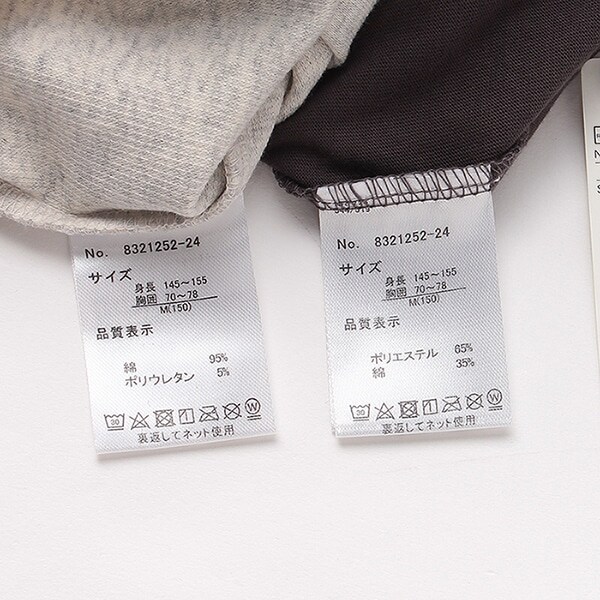 No. 8321252-24
サイズ
身長 145～155
胸囲 70～78
M(150)
品質表示
綿 95%
ポリウレタン 5%
30
W
裏返してネット使用
No. 8321252-24
サイズ
身長 145～155
胸囲 70～78
M(150)
品質表示
ポリエステル 65%
綿 35%
30
W
裏返してネット使用